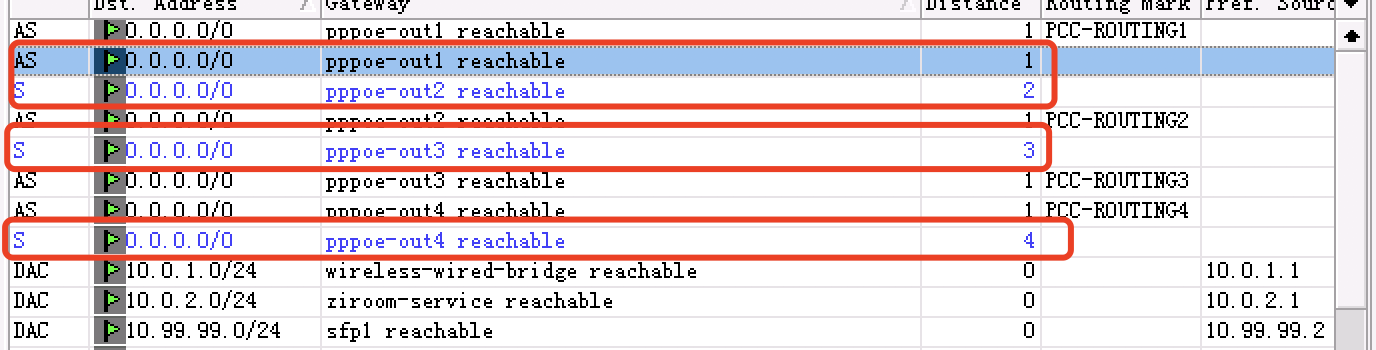 Dst. Address Gateway Distance Routing Mark Pref. Sourc
AS 0.0.0.0/0 pppoe-out1 reachable 1 PCC-ROUTING1
AS 0.0.0.0/0 pppoe-out1 reachable 1
S 0.0.0.0/0 pppoe-out2 reachable 2
AS 0.0.0.0/0 pppoe-out2 reachable 1 PCC-ROUTING2
S 0.0.0.0/0 pppoe-out3 reachable 3
AS 0.0.0.0/0 pppoe-out3 reachable 1 PCC-ROUTING3
AS 0.0.0.0/0 pppoe-out4 reachable 1 PCC-ROUTING4
S 0.0.0.0/0 pppoe-out4 reachable 4
DAC 10.0.1.0/24 wireless-wired-bridge reachable 0 10.0.1.1
DAC 10.0.2.0/24 ziroom-service reachable 0 10.0.2.1
DAC 10.99.99.0/24 sfp1 reachable 0 10.99.99.2